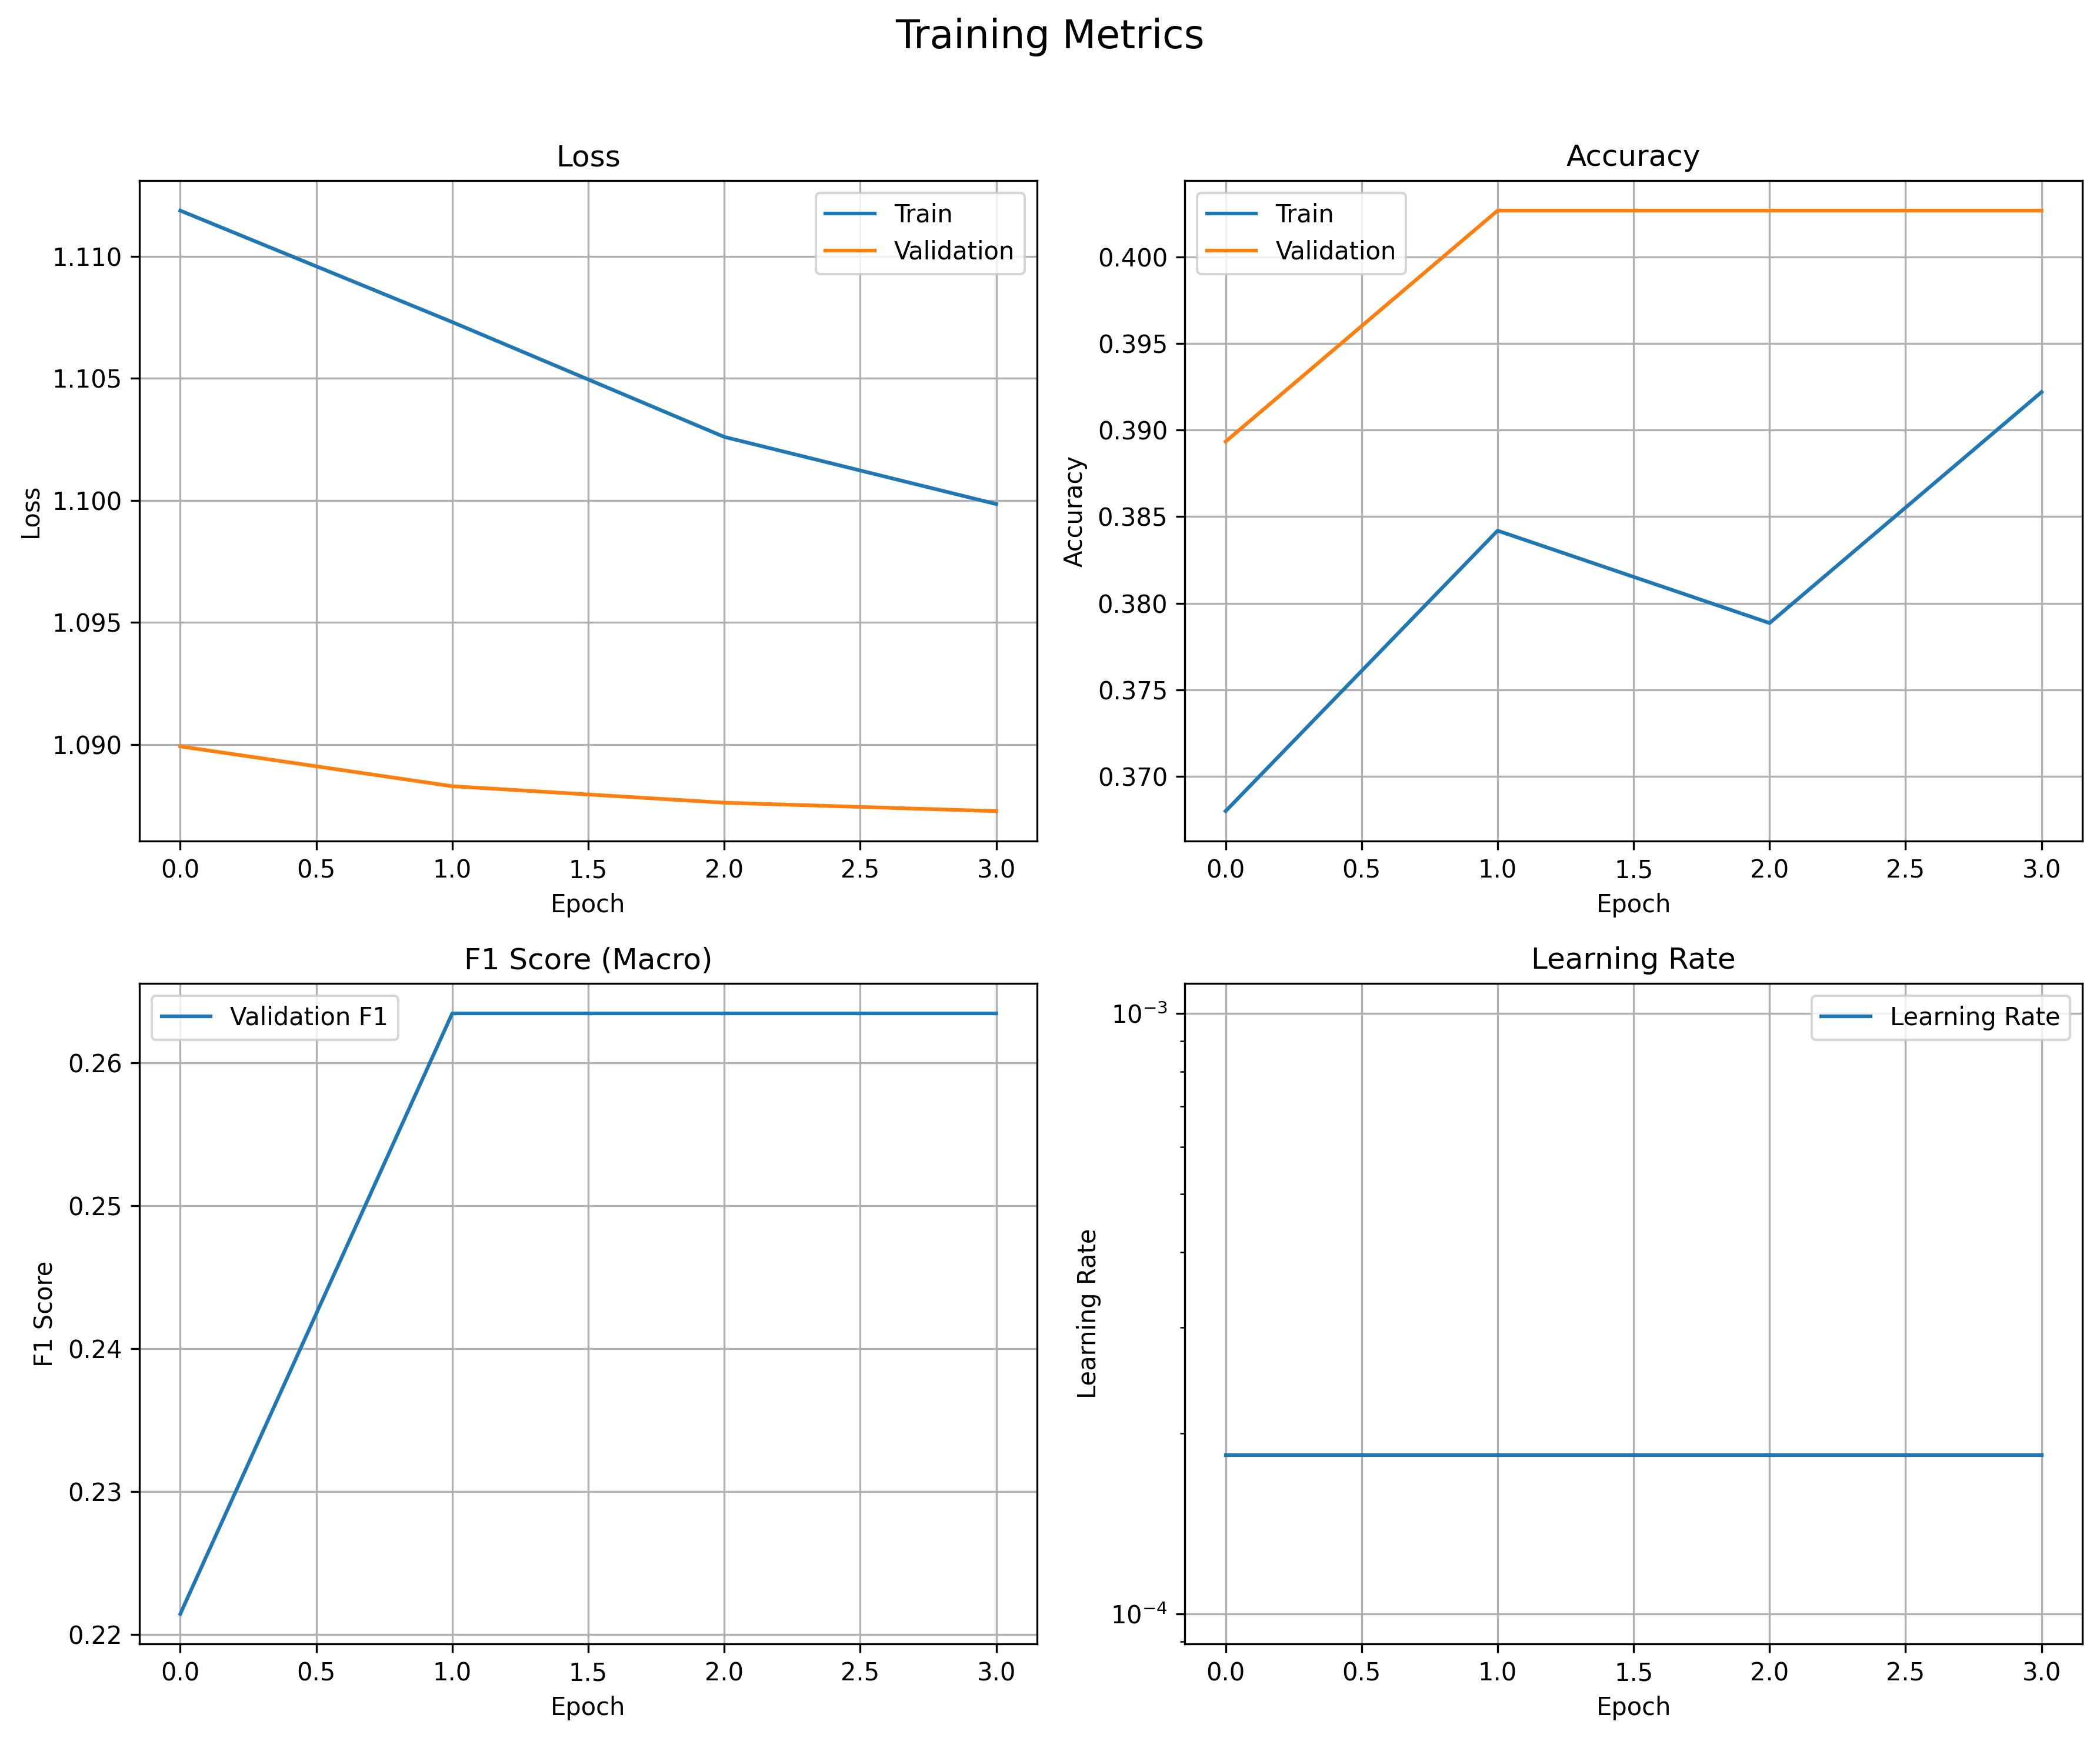 Training Metrics
Loss
Train
Validation
1.110
1.105
1.100
1.095
1.090
Loss
0.0 0.5 1.0 1.5 2.0 2.5 3.0
Epoch
Accuracy
Train
Validation
0.400
0.395
0.390
0.385
0.380
0.375
0.370
Accuracy
0.0 0.5 1.0 1.5 2.0 2.5 3.0
Epoch
F1 Score (Macro)
Validation F1
0.26
0.25
0.24
0.23
0.22
F1 Score
0.0 0.5 1.0 1.5 2.0 2.5 3.0
Epoch
Learning Rate
Learning Rate
10⁻³
10⁻⁴
Learning Rate
0.0 0.5 1.0 1.5 2.0 2.5 3.0
Epoch